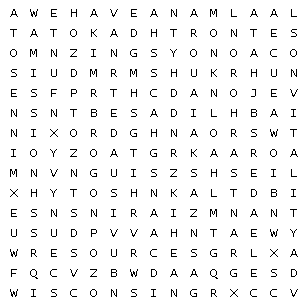 A W E H A V E A N A M L A A L
T A T O K A D H T R O N T E S
O M N Z I N G S Y O N O A C O
S I U D M R M S H U K R H U N
E S F P R T H C D A N O J E V
N S N T B E S A D I L H B A I
N I X O R D G H N A O R S W T
I O Y Z O A T G R K A A R O A
M N V N G U I S Z S H S E I L
X H Y T O S H N K A L T D B I
E S N S N I R A I Z M N A N T
U S U D P V V A H N T A E W Y
W R E S O U R C E S G R L X A
F Q C V Z B W D A A Q G E S D
W I S C O N S I N G R X C C V